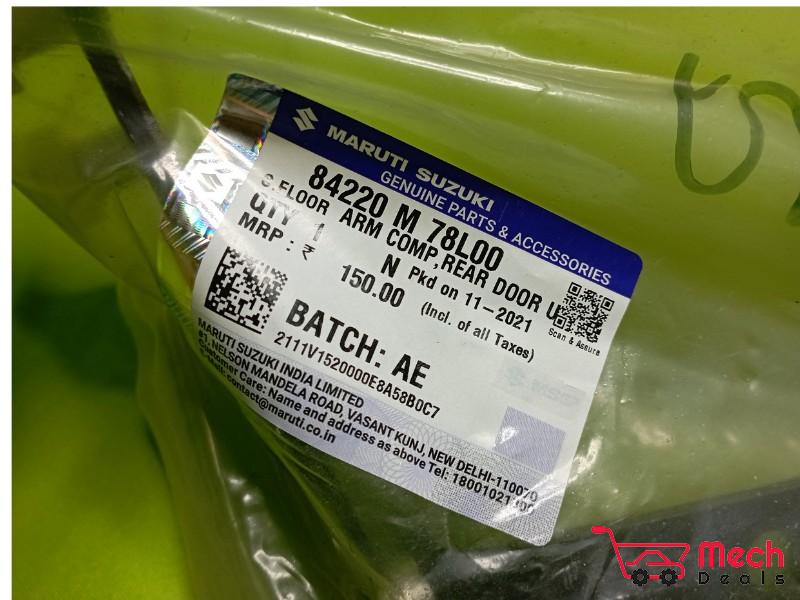 MARUTI SUZUKI
GENUINE PARTS & ACCESSORIES
84220 M 78L00
C.FLOOR ARM COMP,REAR DOOR U
QTY 1 N Pkd on 11-2021
MRP : ₹ 150.00 (Incl. of all Taxes)
Scan & Assure
BATCH: AE
2111V1520000E8A58B0C7
MARUTI SUZUKI INDIA LIMITED
#1, NELSON MANDELA ROAD, VASANT KUNJ, NEW DELHI-110070
Customer Care: Name and address as above Tel:
contact@maruti.co.in
Mech
Deals